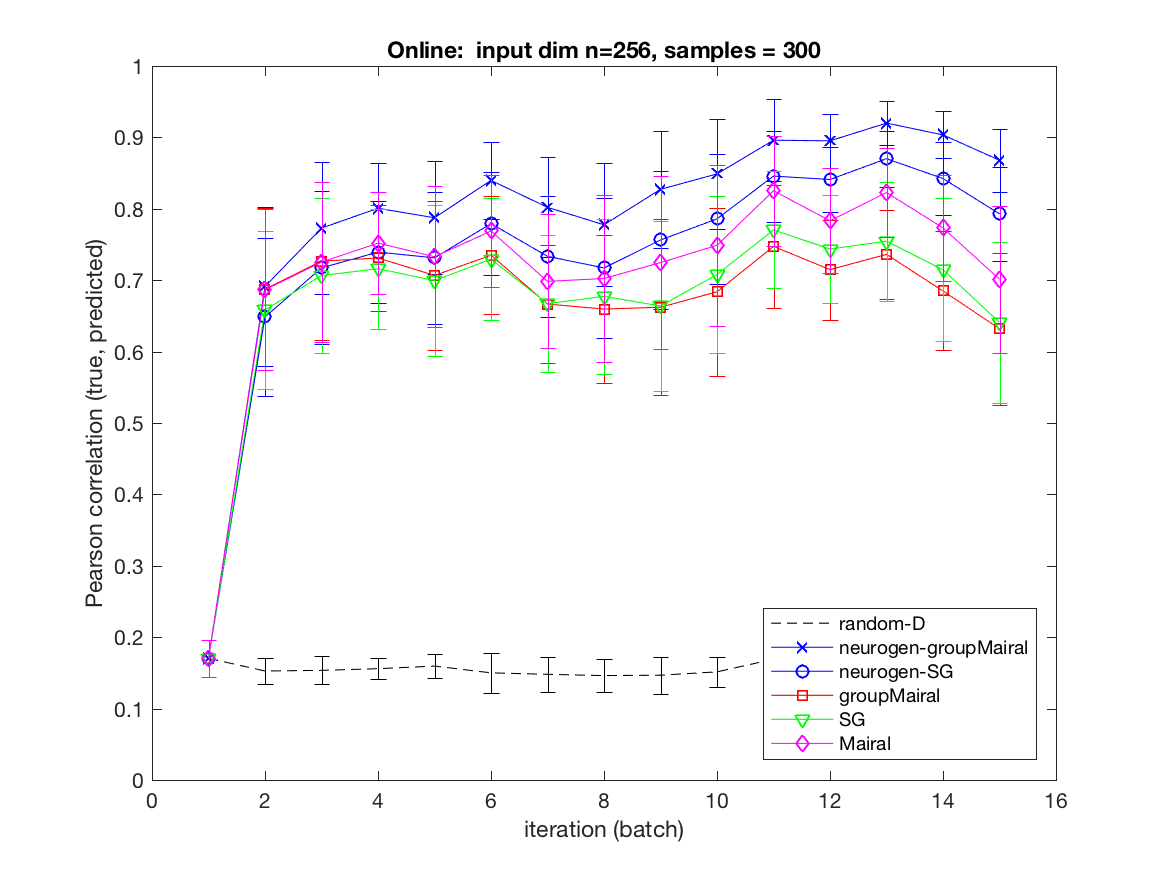 Online: input dim n=256, samples = 300
Pearson correlation (true, predicted)
1
0.9
0.8
0.7
0.6
0.5
0.4
0.3
0.2
0.1
0
0 2 4 6 8 10 12 14 16
iteration (batch)
random-D
neurogen-groupMairal
neurogen-SG
groupMairal
SG
Mairal